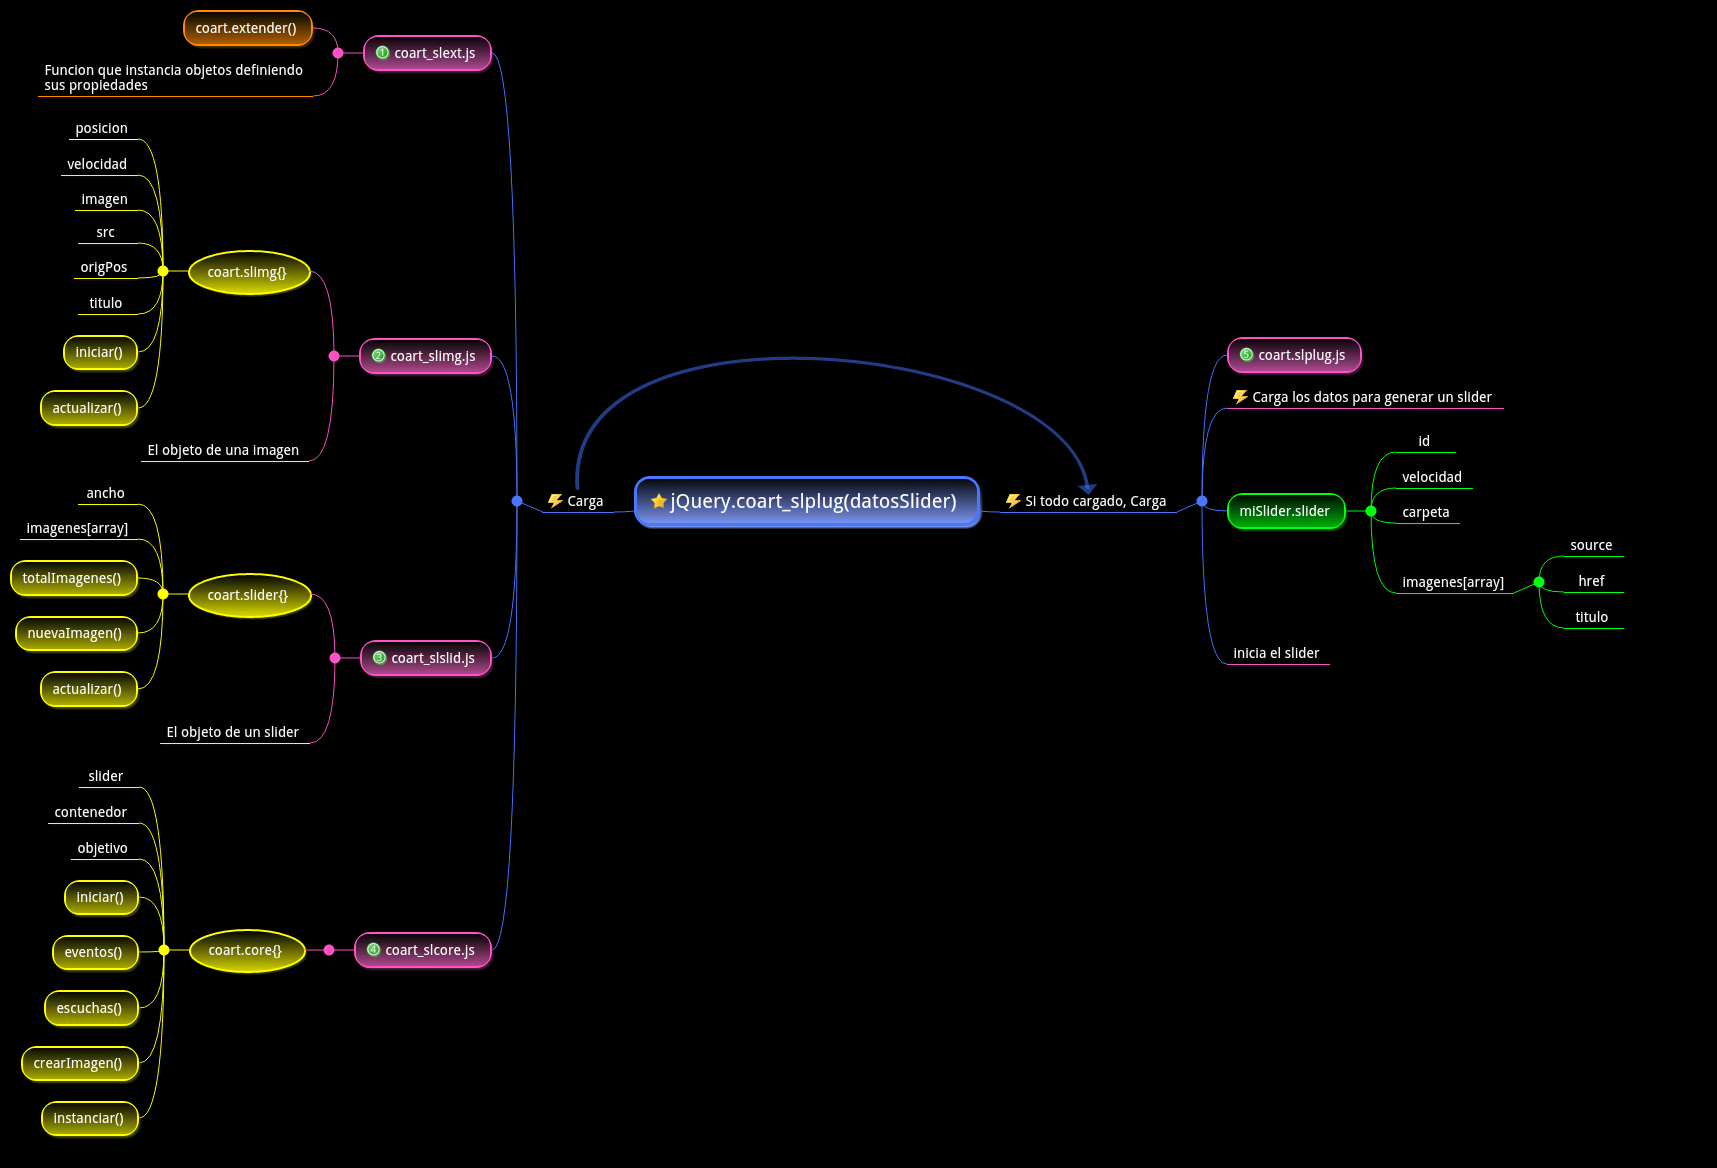 coart.extender()
① coart_slext.js
Funcion que instancia objetos definiendo
sus propiedades
posicion
velocidad
imagen
src
origPos
titulo
iniciar()
actualizar()
coart.slimg{}
② coart_slimg.js
El objeto de una imagen
ancho
imagenes[array]
totalImagenes()
nuevaImagen()
actualizar()
coart.slider{}
③ coart_slslid.js
El objeto de un slider
slider
contenedor
objetivo
iniciar()
eventos()
escuchas()
crearImagen()
instanciar()
coart.core{}
④ coart_slcore.js
Carga
jQuery.coart_slplug(datosSlider)
Si todo cargado, Carga
⑤ coart.slplug.js
Carga los datos para generar un slider
miSlider.slider
id
velocidad
carpeta
imagenes[array]
source
href
titulo
inicia el slider